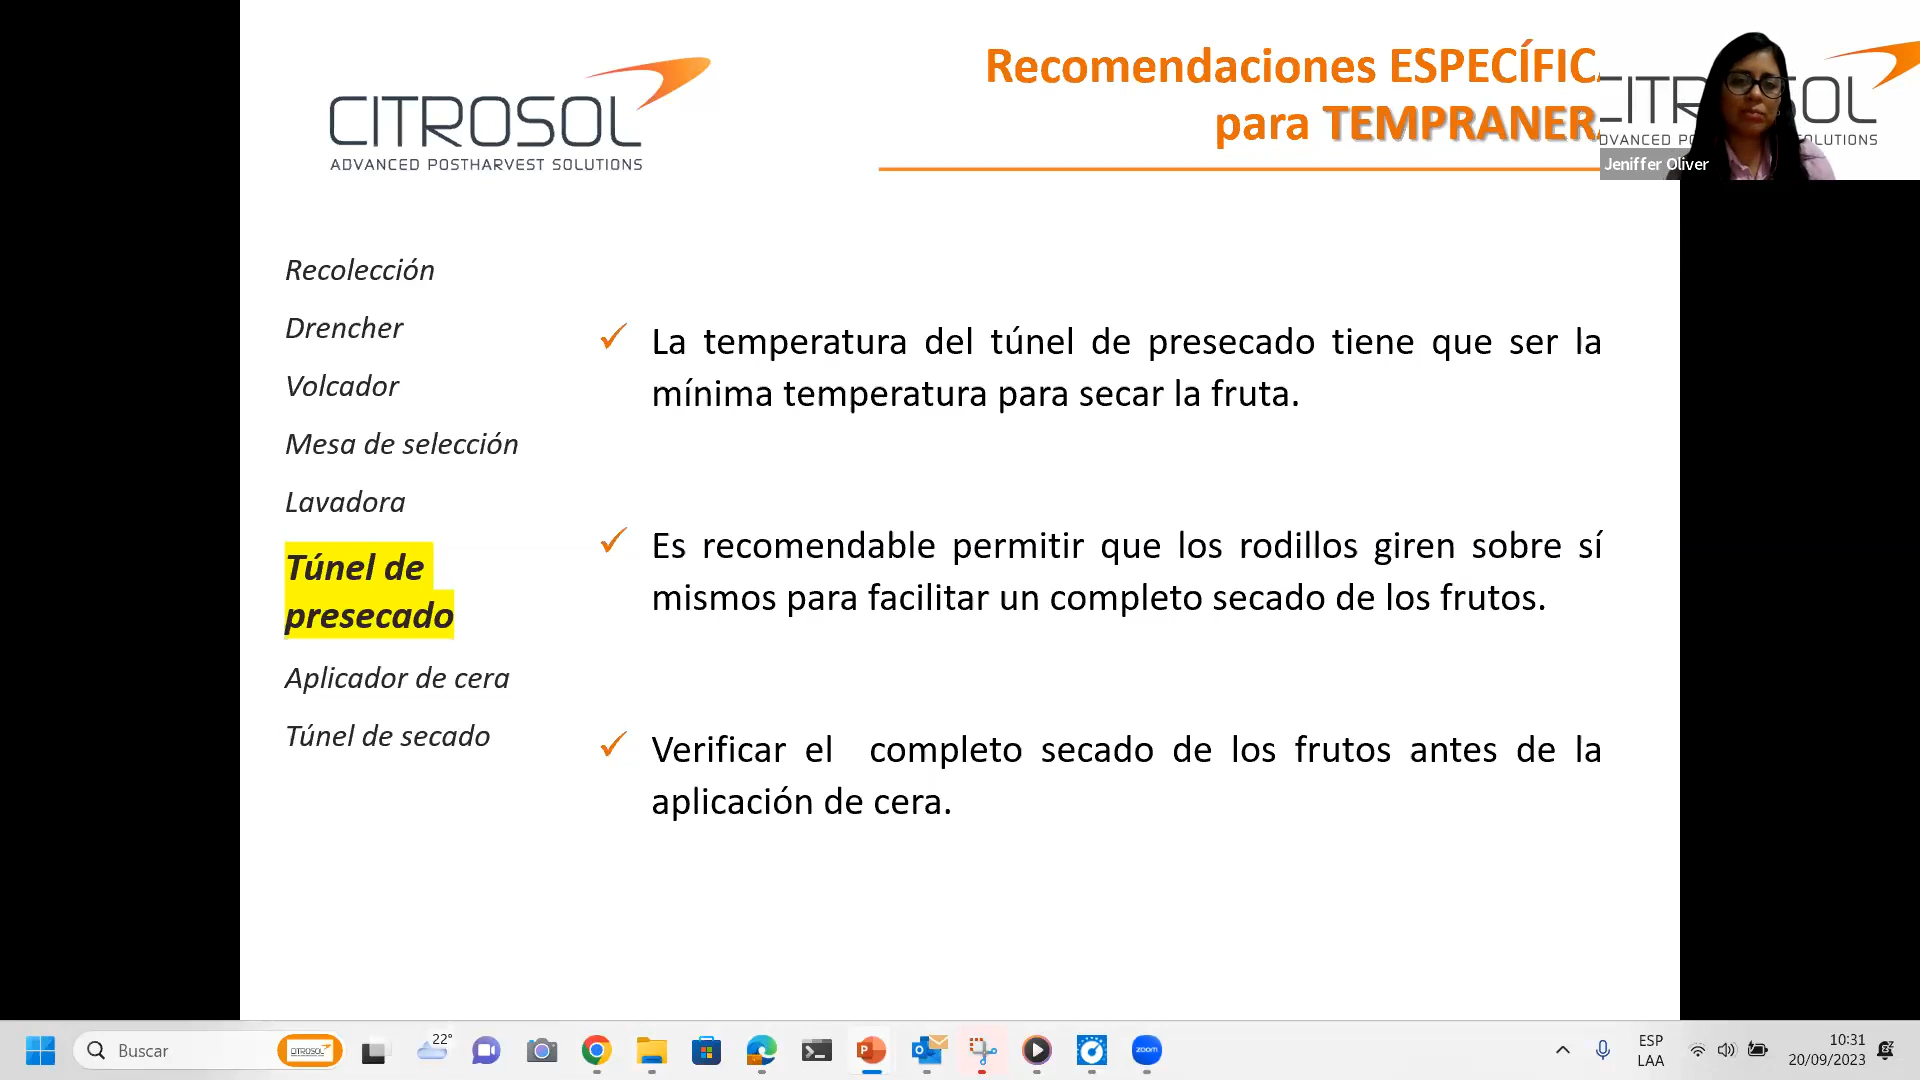 CITROSOL
ADVANCED POSTHARVEST SOLUTIONS
Recomendaciones ESPECÍFIC
para TEMPRANER
Jeniffer Oliver
Recolección
Drencher
Volcador
Mesa de selección
Lavadora
Túnel de
presecado
Aplicador de cera
Túnel de secado
La temperatura del túnel de presecado tiene que ser la
mínima temperatura para secar la fruta.
Es recomendable permitir que los rodillos giren sobre sí
mismos para facilitar un completo secado de los frutos.
Verificar el completo secado de los frutos antes de la
aplicación de cera.
Buscar
CITROSOL
22°
zoom
ESP
LAA
10:31
20/09/2023